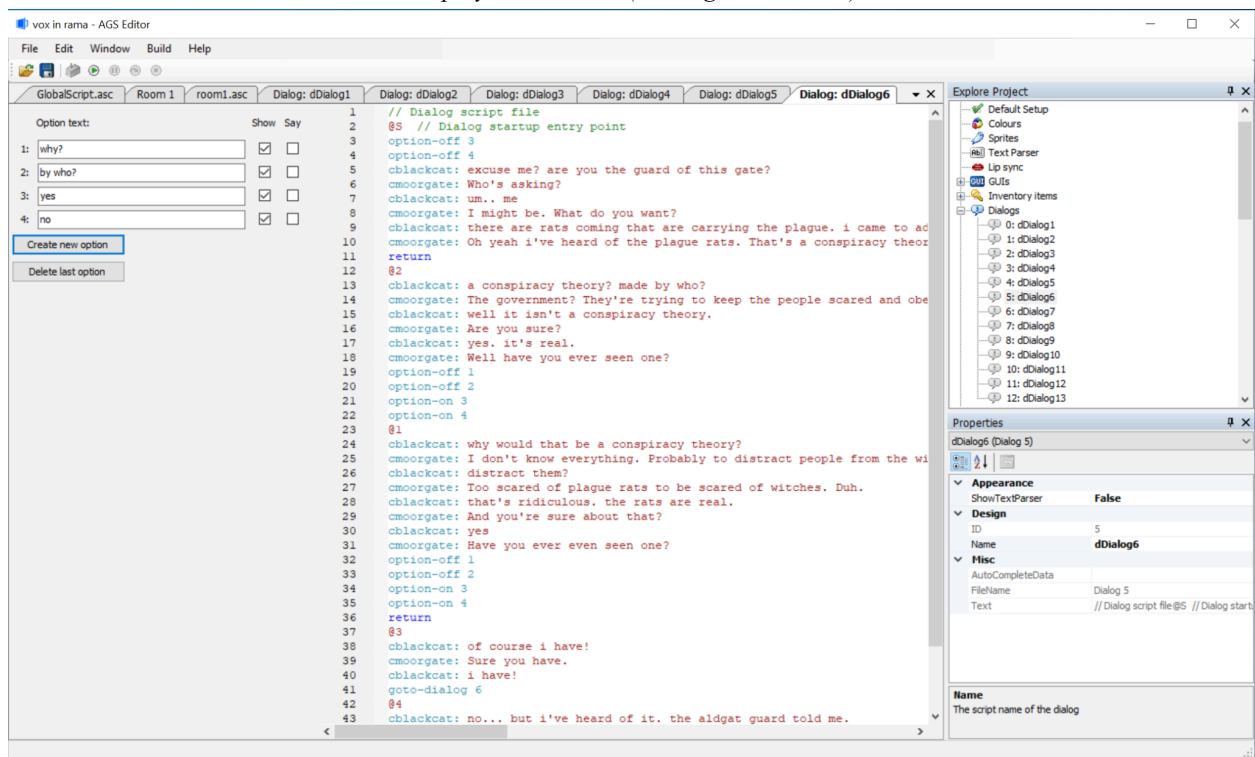 vox in rama - AGS Editor
File Edit Window Build Help
GlobalScript.asc Room 1 room1.asc Dialog: dDialog1 Dialog: dDialog2 Dialog: dDialog3 Dialog: dDialog4 Dialog: dDialog5 Dialog: dDialog6
Option text: Show Say
1: why?
2: by who?
3: yes
4: no
Create new option
Delete last option
1 // Dialog script file
2 @S // Dialog startup entry point
3 option-off 3
4 option-off 4
5 cblackcat: excuse me? are you the guard of this gate?
6 cmoorgate: Who's asking?
7 cblackcat: um.. me
8 cmoorgate: I might be. What do you want?
9 cblackcat: there are rats coming that are carrying the plague. i came to ad
10 cmoorgate: Oh yeah i've heard of the plague rats. That's a conspiracy theor
11 return
12 @2
13 cblackcat: a conspiracy theory? made by who?
14 cmoorgate: The government? They're trying to keep the people scared and obe
15 cblackcat: well it isn't a conspiracy theory.
16 cmoorgate: Are you sure?
17 cblackcat: yes. it's real.
18 cmoorgate: Well have you ever seen one?
19 option-off 1
20 option-off 2
21 option-on 3
22 option-on 4
23 @1
24 cblackcat: why would that be a conspiracy theory?
25 cmoorgate: I don't know everything. Probably to distract people from the wi
26 cblackcat: distract them?
27 cmoorgate: Too scared of plague rats to be scared of witches. Duh.
28 cblackcat: that's ridiculous. the rats are real.
29 cmoorgate: And you're sure about that?
30 cblackcat: yes
31 cmoorgate: Have you ever even seen one?
32 option-off 1
33 option-off 2
34 option-on 3
35 option-on 4
36 return
37 @3
38 cblackcat: of course i have!
39 cmoorgate: Sure you have.
40 cblackcat: i have!
41 goto-dialog 6
42 @4
43 cblackcat: no... but i've heard of it. the aldgat guard told me.
Explore Project
Default Setup
Colours
Sprites
Text Parser
Lip sync
GUI GUIs
Inventory items
Dialogs
0: dDialog1
1: dDialog2
2: dDialog3
3: dDialog4
4: dDialog5
5: dDialog6
6: dDialog7
7: dDialog8
8: dDialog9
9: dDialog10
10: dDialog11
11: dDialog12
12: dDialog13
Properties
dDialog6 (Dialog 5)
Appearance
ShowTextParser False
Design
ID 5
Name dDialog6
Misc
AutoCompleteData
FileName Dialog 5
Text // Dialog script file@S // Dialog start
Name
The script name of the dialog